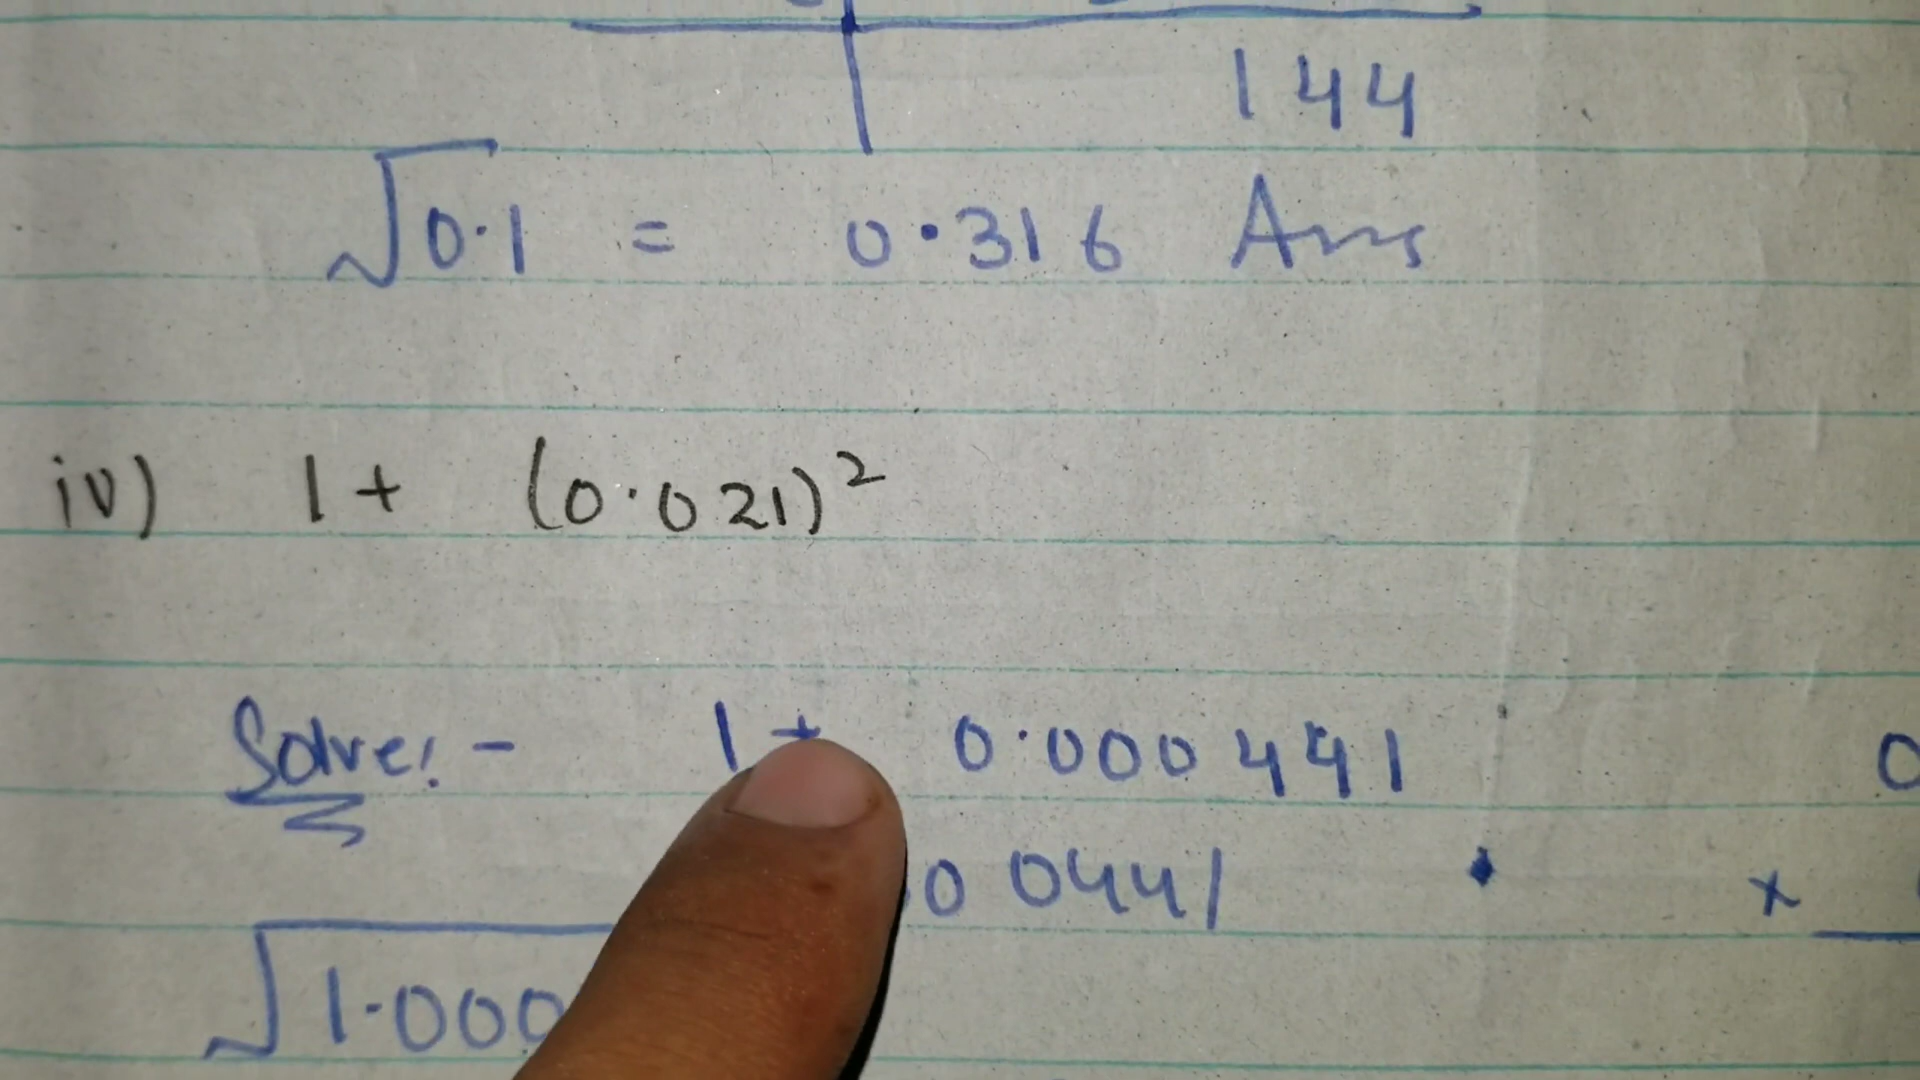 144
√0.1 = 0.316 Ans
iv) 1 + (0.021)²
Solve:- 1 + 0.000441 0
0 0441 x
√1.000